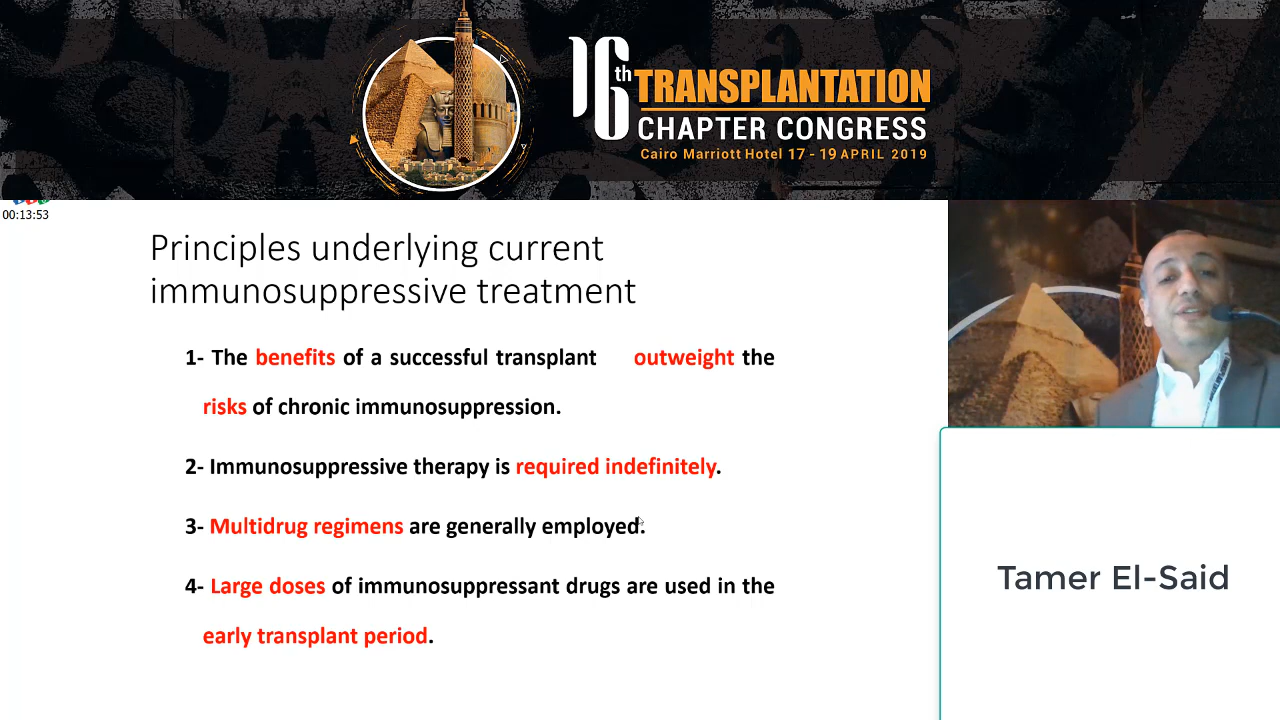 16th TRANSPLANTATION
CHAPTER CONGRESS
Cairo Marriott Hotel 17 - 19 APRIL 2019
00:13:53
Principles underlying current
immunosuppressive treatment
1- The benefits of a successful transplant outweight the
risks of chronic immunosuppression.
2- Immunosuppressive therapy is required indefinitely.
3- Multidrug regimens are generally employed.
4- Large doses of immunosuppressant drugs are used in the
early transplant period.
Tamer El-Said